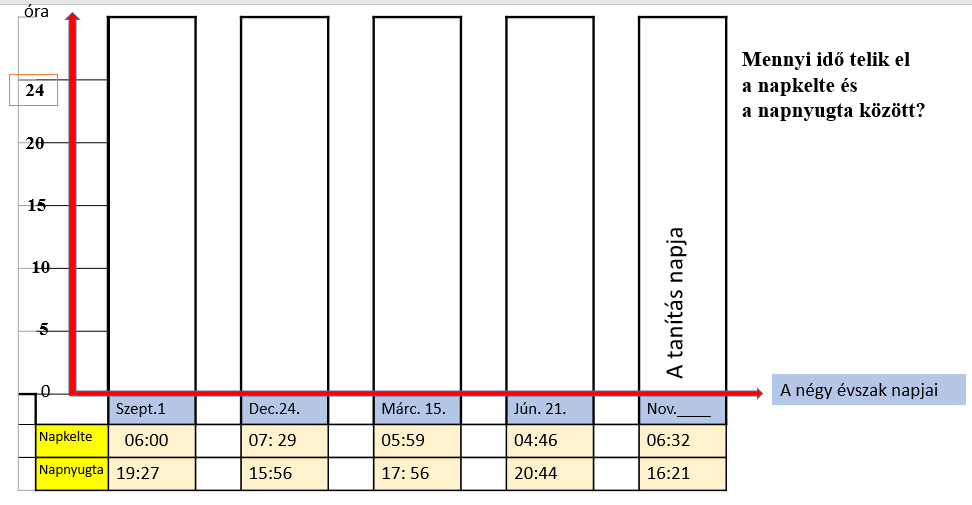 óra
24
20
15
10
5
0
Mennyi idő telik el
a napkelte és
a napnyugta között?
A tanítás napja
A négy évszak napjai
Szept.1 Dec.24. Márc. 15. Jún. 21. Nov.____
Napkelte 06:00 07: 29 05:59 04:46 06:32
Napnyugta 19:27 15:56 17: 56 20:44 16:21